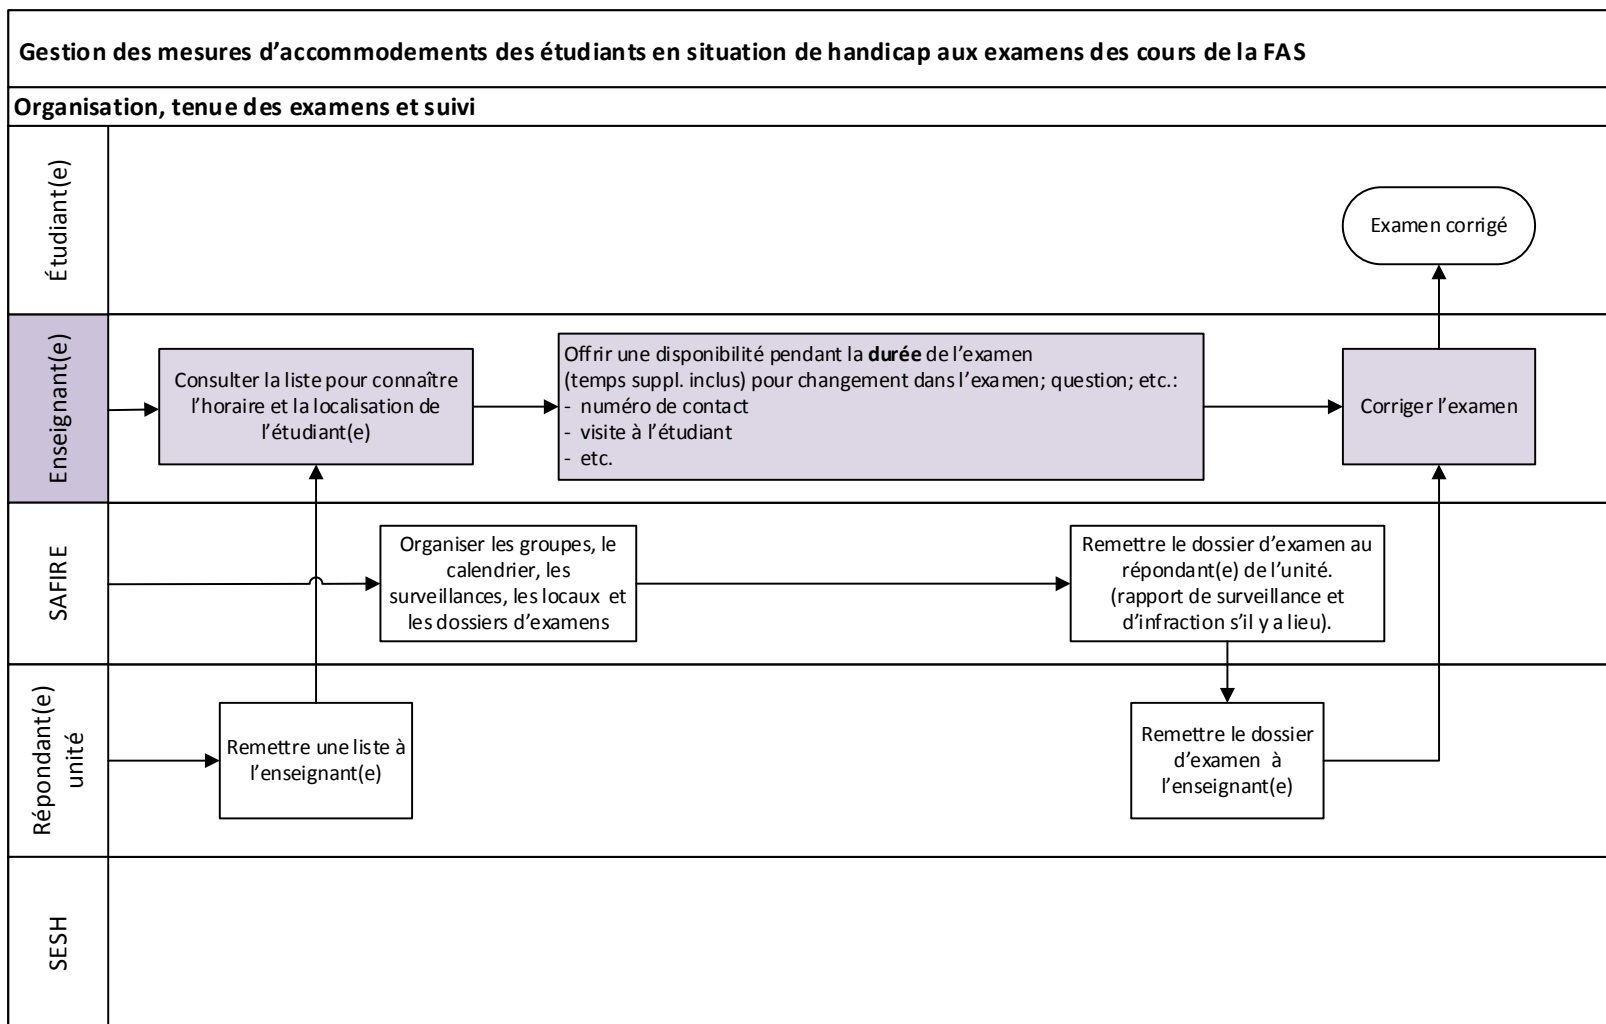 Gestion des mesures d’accommodements des étudiants en situation de handicap aux examens des cours de la FAS
Organisation, tenue des examens et suivi
Étudiant(e)
Examen corrigé
Enseignant(e)
Consulter la liste pour connaître
l’horaire et la localisation de
l’étudiant(e)
Offrir une disponibilité pendant la durée de l’examen
(temps suppl. inclus) pour changement dans l’examen; question; etc.:
- numéro de contact
- visite à l’étudiant
- etc.
Corriger l’examen
SAFIRE
Organiser les groupes, le
calendrier, les
surveillances, les locaux et
les dossiers d’examens
Remettre le dossier d’examen au
répondant(e) de l’unité.
(rapport de surveillance et
d’infraction s’il y a lieu).
Répondant(e)
unité
Remettre une liste à
l’enseignant(e)
Remettre le dossier
d’examen à
l’enseignant(e)
SESH